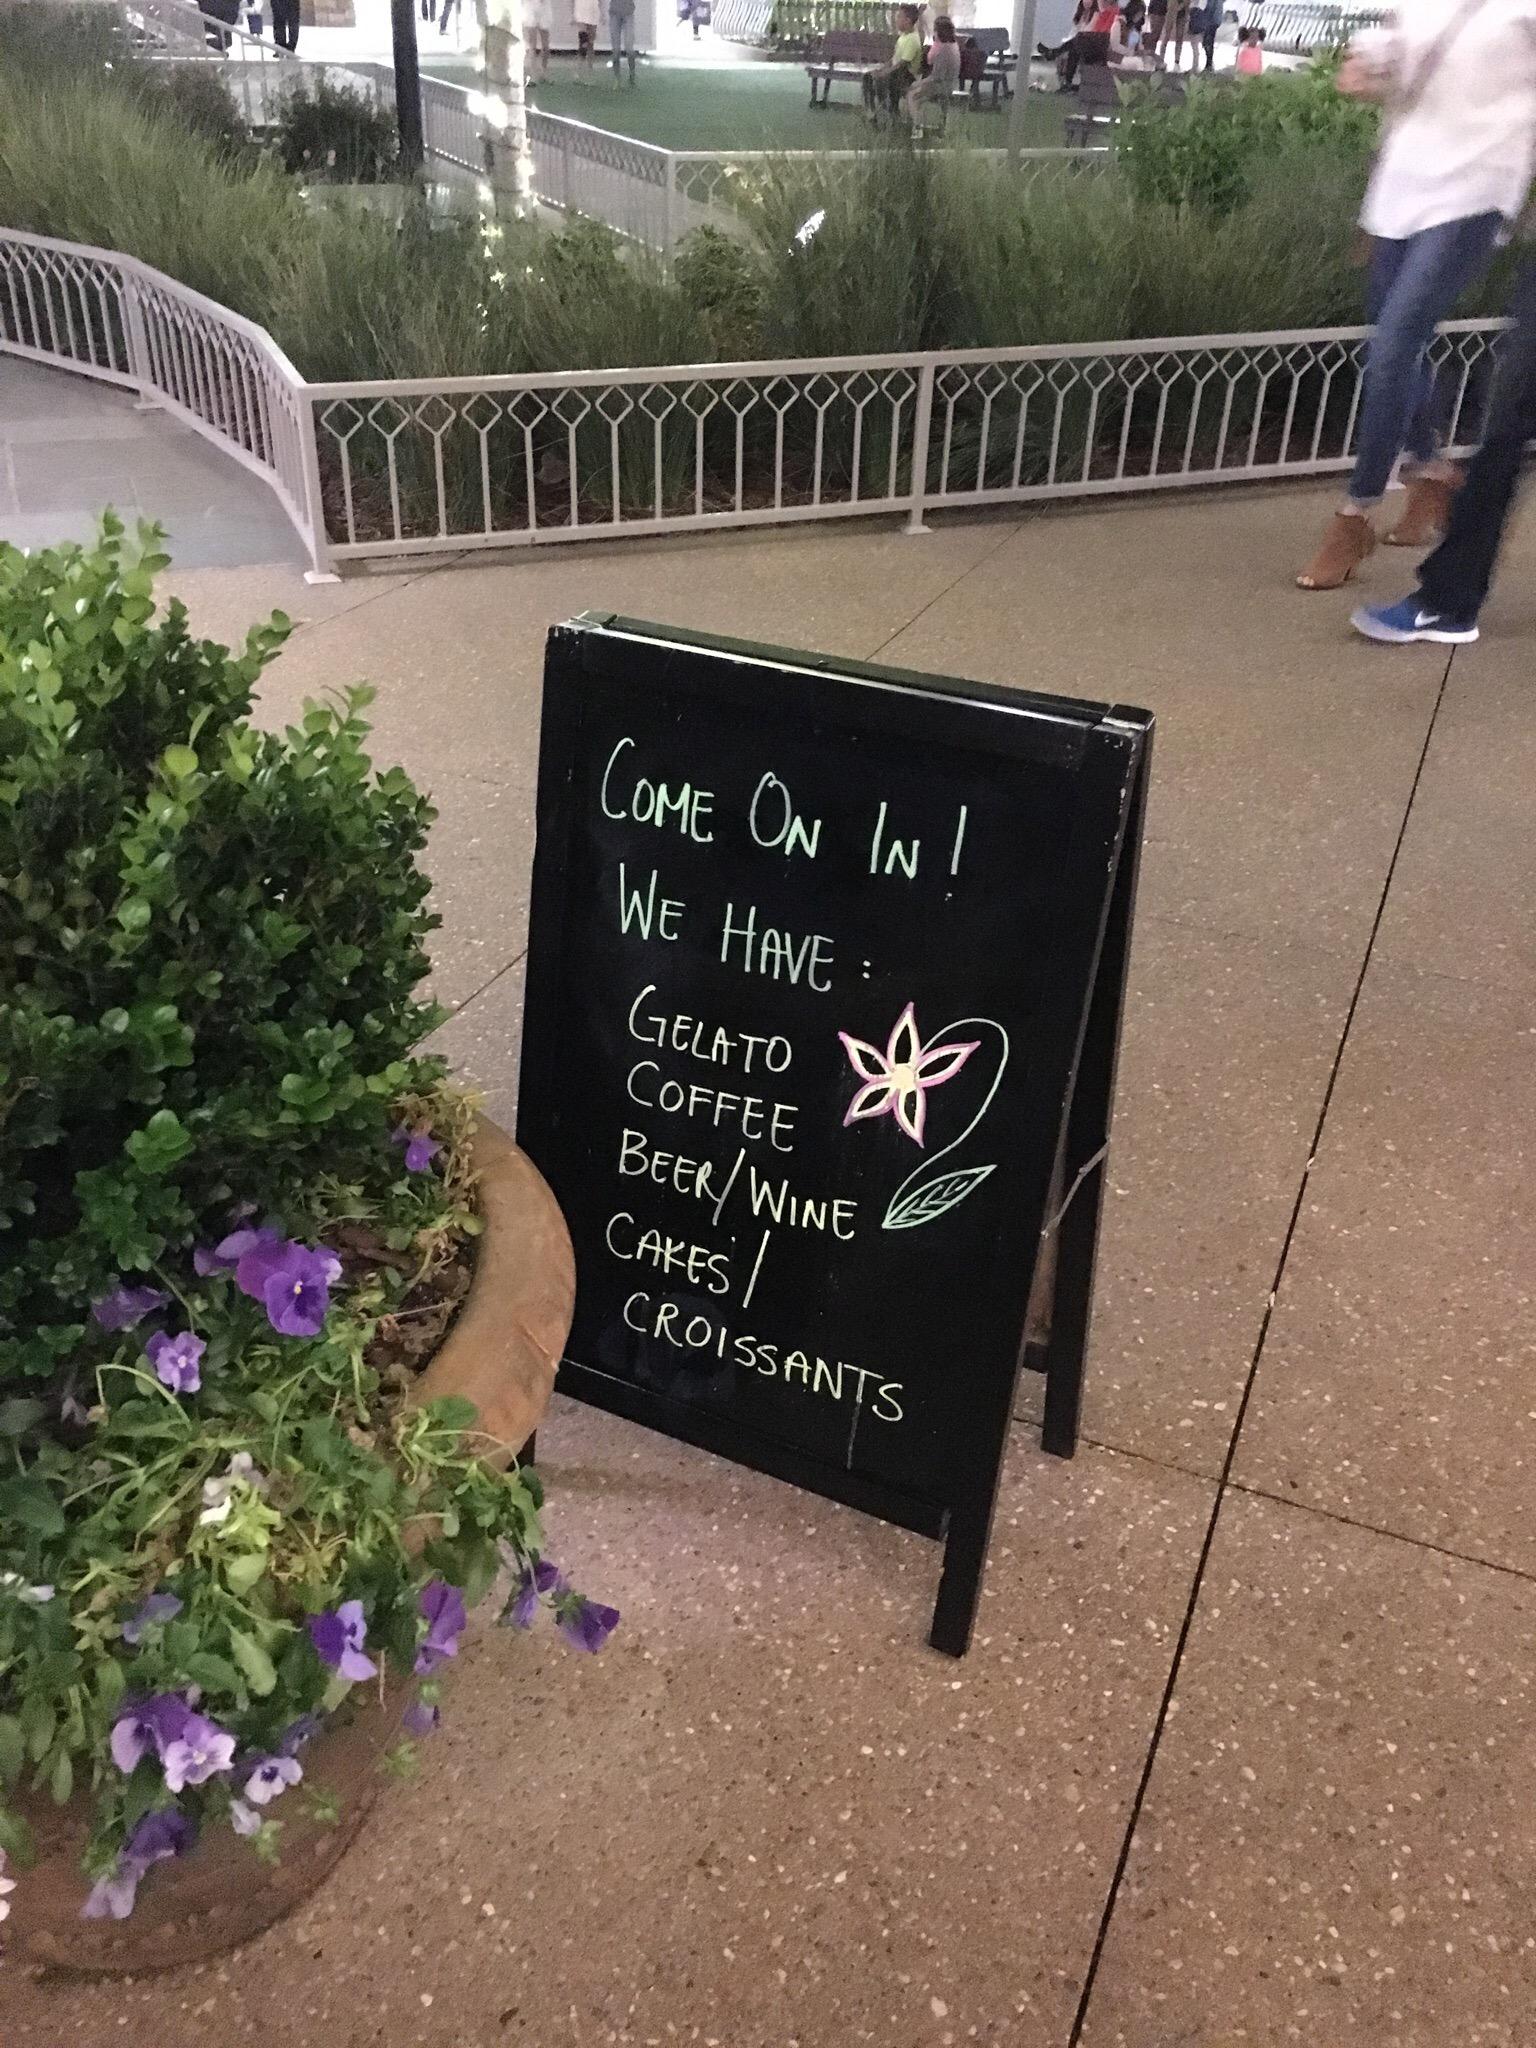 COME ON IN!
WE HAVE:
GELATO
COFFEE
BEER/WINE
CAKES/
CROISSANTS